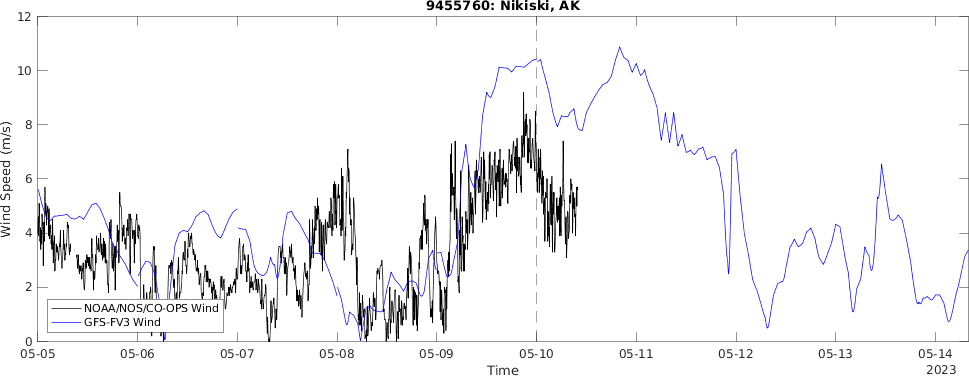 9455760: Nikiski, AK
Wind Speed (m/s)
12
10
8
6
4
2
0
NOAA/NOS/CO-OPS Wind
GFS-FV3 Wind
05-05 05-06 05-07 05-08 05-09 05-10 05-11 05-12 05-13 05-14
Time
2023